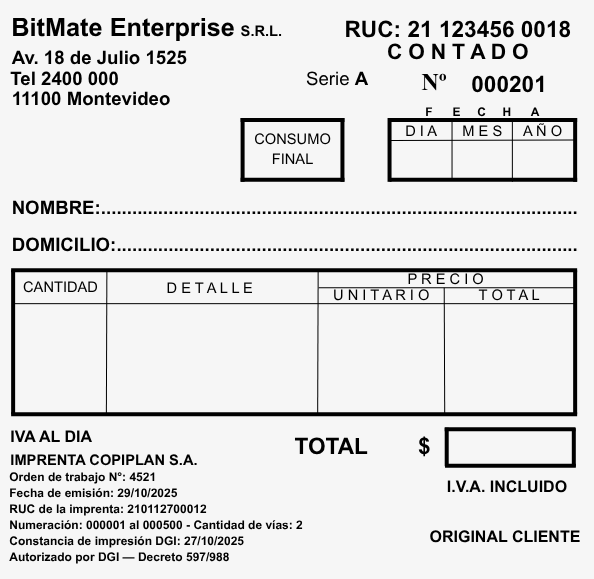 BitMate Enterprise S.R.L.
RUC: 21 123456 0018
CONTADO
Av. 18 de Julio 1525
Tel 2400 000
11100 Montevideo
Serie A Nº 000201
FECHA
DIA MES AÑO
CONSUMO
FINAL
NOMBRE:................................................................................
DOMICILIO:.............................................................................
CANTIDAD DETALLE PRECIO
UNITARIO TOTAL
IVA AL DIA
TOTAL $
I.V.A. INCLUIDO
IMPRENTA COPIPLAN S.A.
Orden de trabajo N°: 4521
Fecha de emisión: 29/10/2025
RUC de la imprenta: 210112700012
Numeración: 000001 al 000500 - Cantidad de vías: 2
Constancia de impresión DGI: 27/10/2025
Autorizado por DGI — Decreto 597/988
ORIGINAL CLIENTE